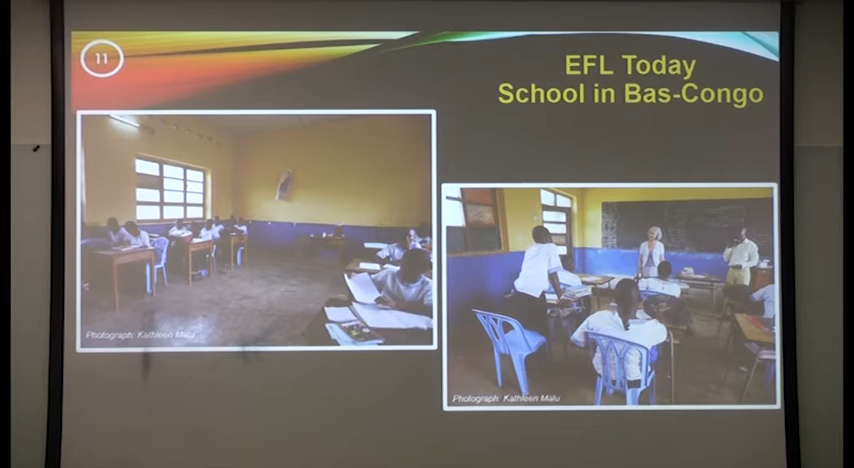 11
EFL Today
School in Bas-Congo
Photograph: Kathleen Malu
Photograph: Kathleen Malu